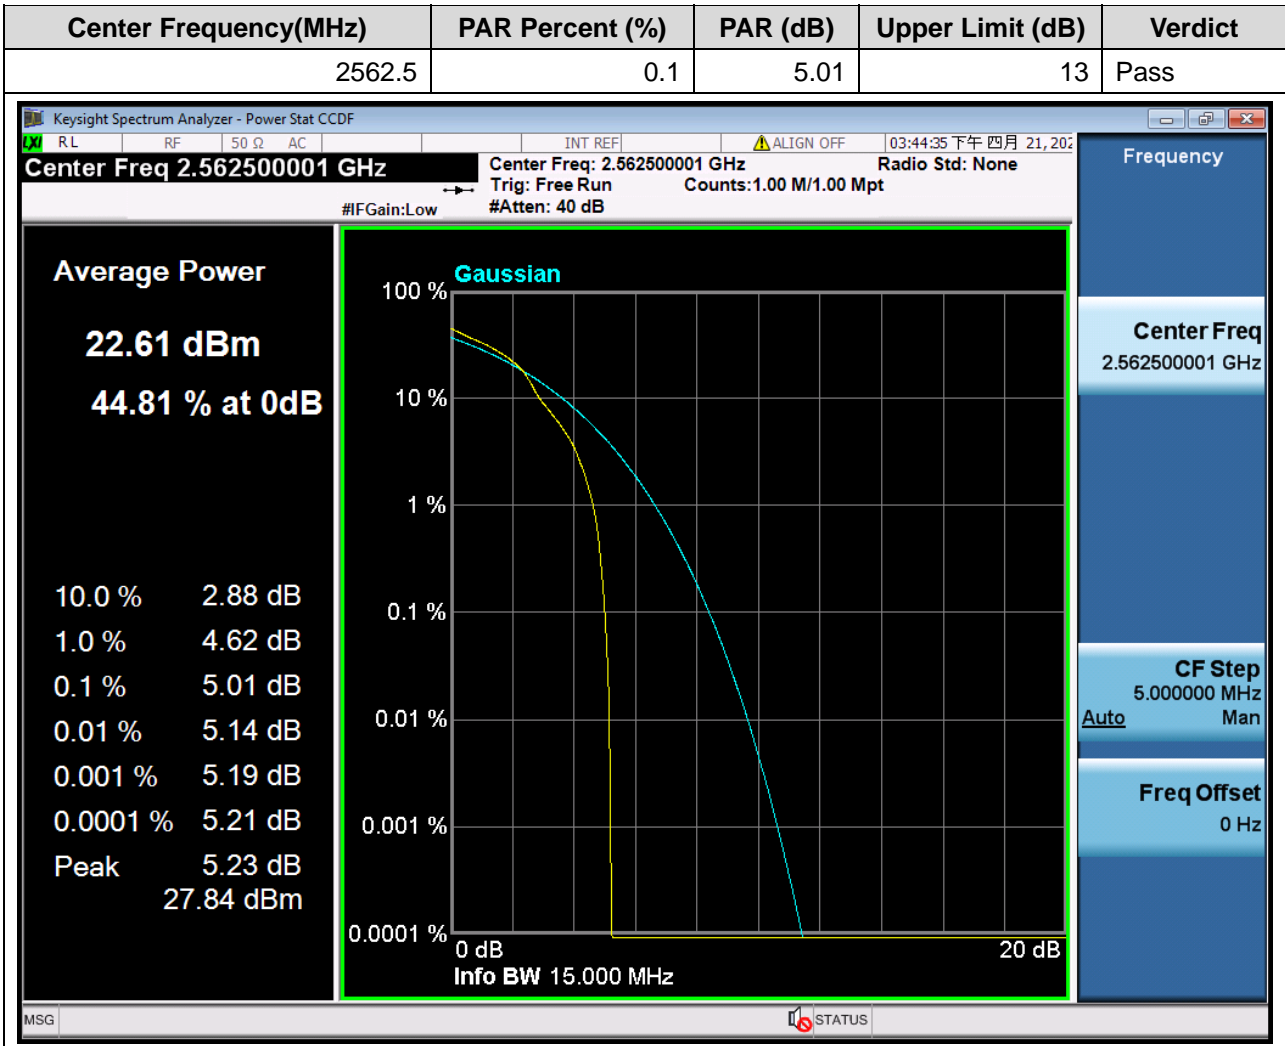 Center Frequency(MHz) PAR Percent (%) PAR (dB) Upper Limit (dB) Verdict
2562.5 0.1 5.01 13 Pass
Keysight Spectrum Analyzer - Power Stat CCDF
LXI RL RF 50 Ω AC INT REF ALIGN OFF 03:44:35 下午 四月 21, 202
Center Freq 2.562500001 GHz
Center Freq: 2.562500001 GHz Radio Std: None
Trig: Free Run Counts:1.00 M/1.00 Mpt
#IFGain:Low #Atten: 40 dB
Average Power
22.61 dBm
44.81 % at 0dB
10.0 % 2.88 dB
1.0 % 4.62 dB
0.1 % 5.01 dB
0.01 % 5.14 dB
0.001 % 5.19 dB
0.0001 % 5.21 dB
Peak 5.23 dB
27.84 dBm
Gaussian
100 %
10 %
1 %
0.1 %
0.01 %
0.001 %
0.0001 %
0 dB 20 dB
Info BW 15.000 MHz
Frequency
Center Freq
2.562500001 GHz
CF Step
5.000000 MHz
Auto Man
Freq Offset
0 Hz
MSG STATUS